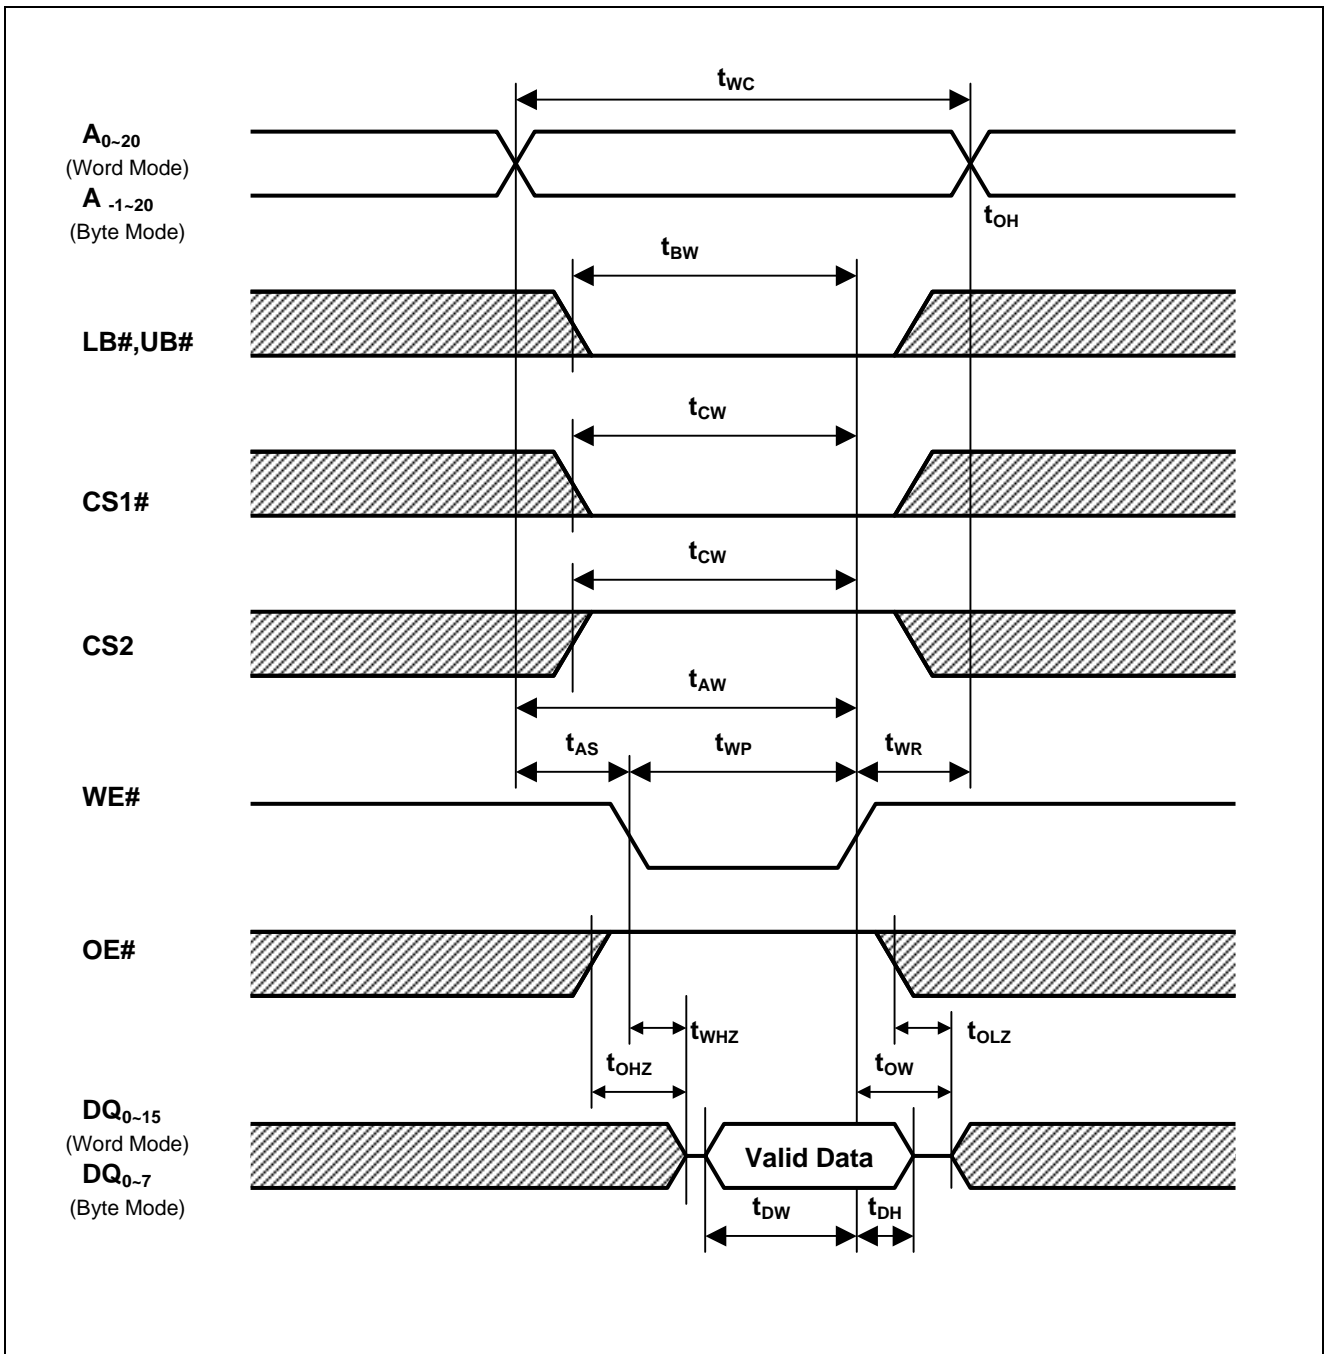 tWC
A0~20
(Word Mode)
A -1~20
(Byte Mode)
tOH
tBW
LB#,UB#
tCW
CS1#
tCW
CS2
tAW
tAS
tWP
tWR
WE#
OE#
tWHZ
tOLZ
tOHZ
tOW
DQ0~15
(Word Mode)
DQ0~7
(Byte Mode)
Valid Data
tDW
tDH